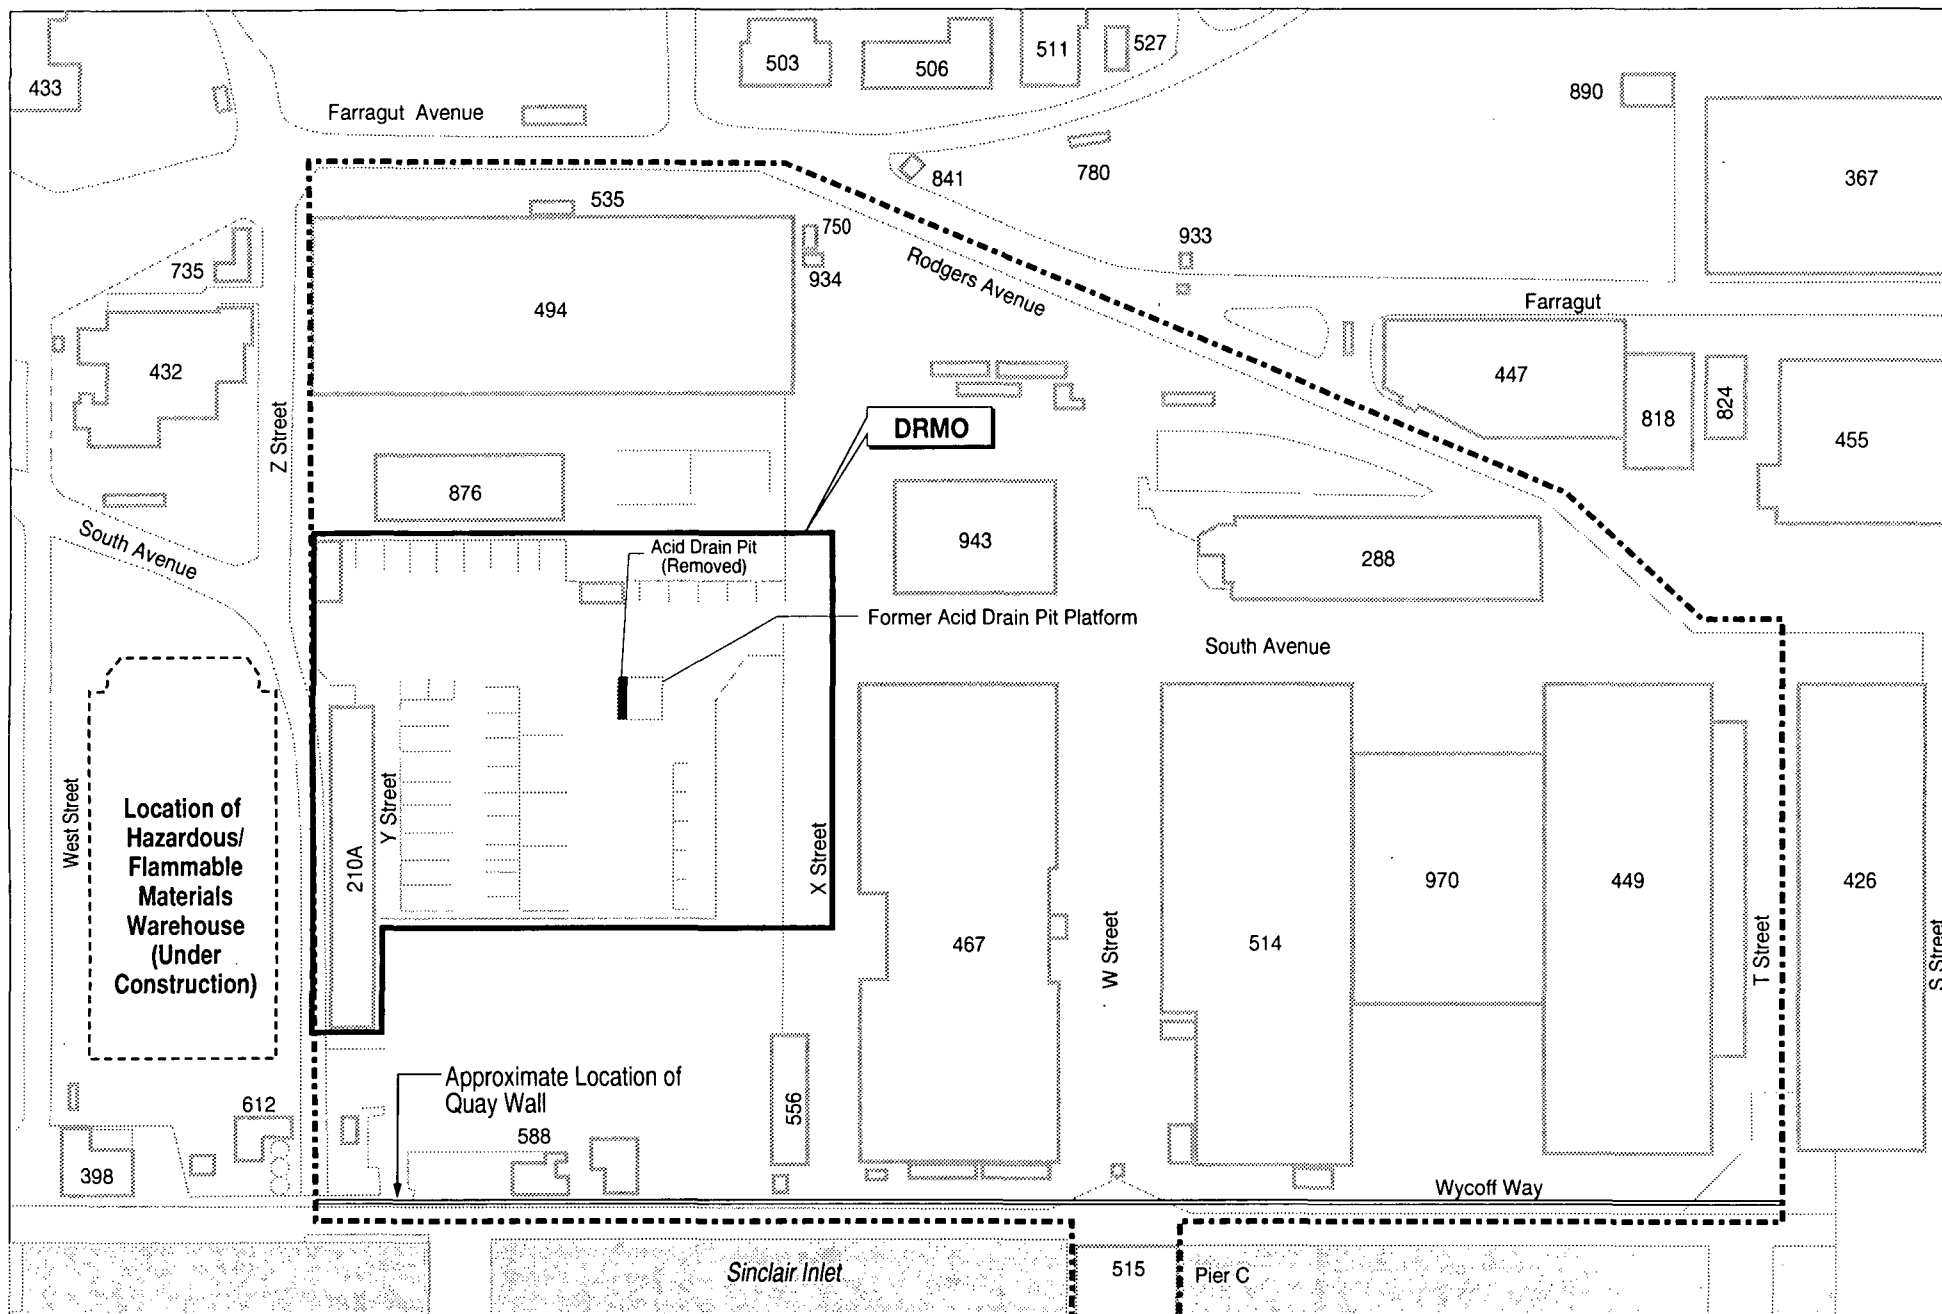 503
506
511
527
433
890
Farragut Avenue
841
780
367
535
750
933
735
934
Rodgers Avenue
494
Farragut
432
447
818
824
455
Z Street
DRMO
876
South Avenue
943
288
Acid Drain Pit
(Removed)
Former Acid Drain Pit Platform
South Avenue
West Street
Location of
Hazardous/
Flammable
Materials
Warehouse
(Under
Construction)
210A
Y Street
X Street
467
W Street
514
970
449
T Street
426
S Street
Approximate Location of
Quay Wall
612
588
556
398
Wycoff Way
Sinclair Inlet
515
Pier C